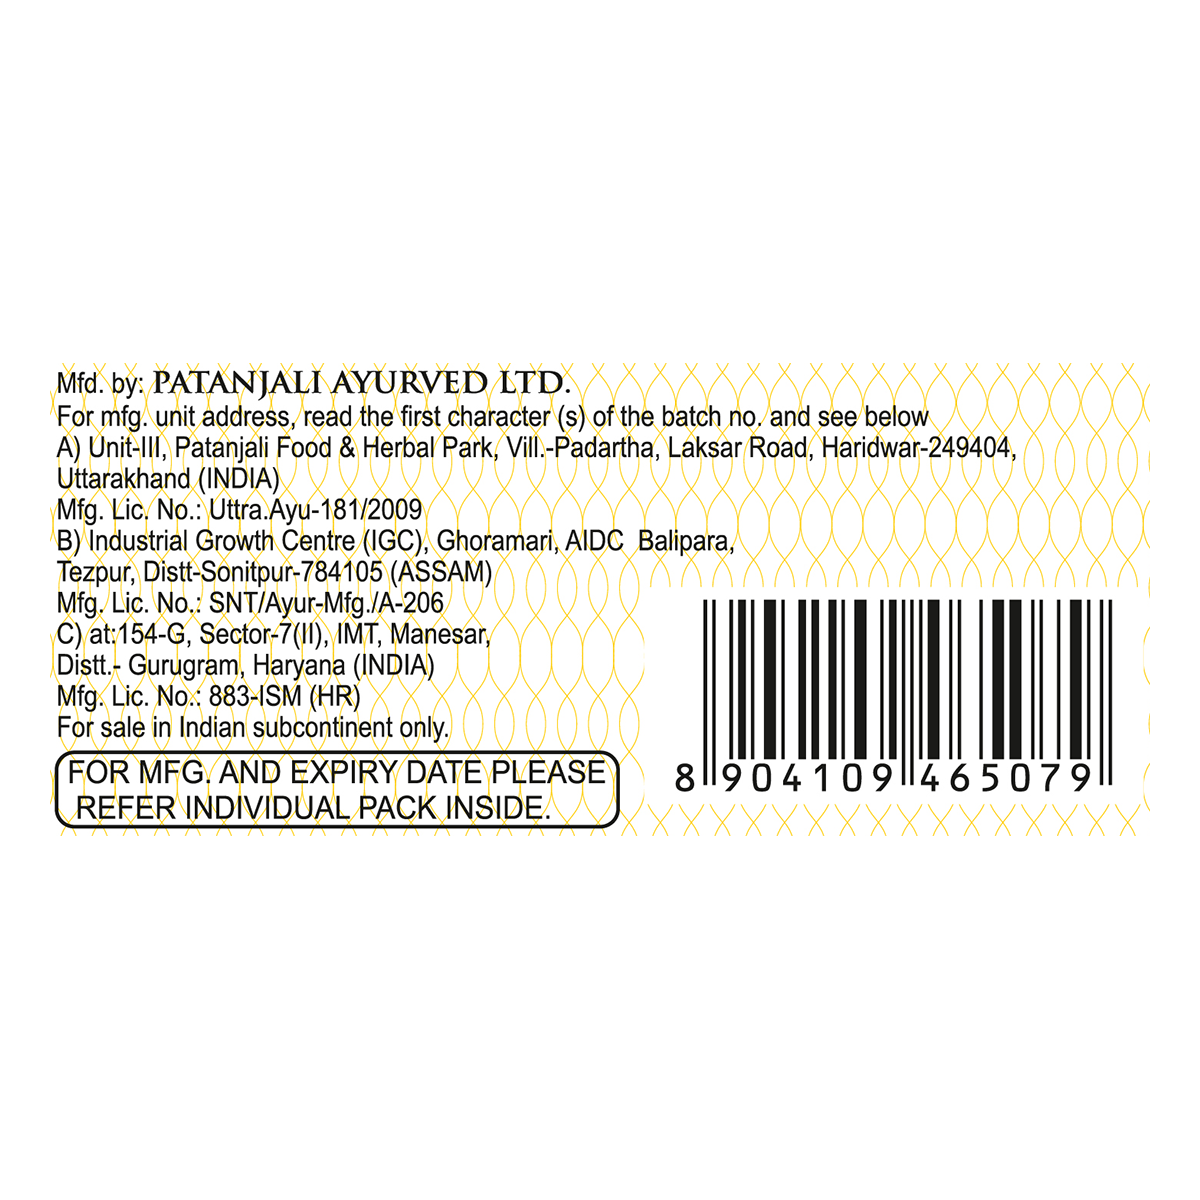 Mfd. by: PATANJALI AYURVED LTD.
For mfg. unit address, read the first character (s) of the batch no. and see below
A) Unit-III, Patanjali Food & Herbal Park, Vill.-Padartha, Laksar Road, Haridwar-249404,
Uttarakhand (INDIA)
Mfg. Lic. No.: Uttra.Ayu-181/2009
B) Industrial Growth Centre (IGC), Ghoramari, AIDC Balipara,
Tezpur, Distt-Sonitpur-784105 (ASSAM)
Mfg. Lic. No.: SNT/Ayur-Mfg./A-206
C) at:154-G, Sector-7(II), IMT, Manesar,
Distt.- Gurugram, Haryana (INDIA)
Mfg. Lic. No.: 883-ISM (HR)
For sale in Indian subcontinent only.
FOR MFG. AND EXPIRY DATE PLEASE
REFER INDIVIDUAL PACK INSIDE.
8 904109 465079